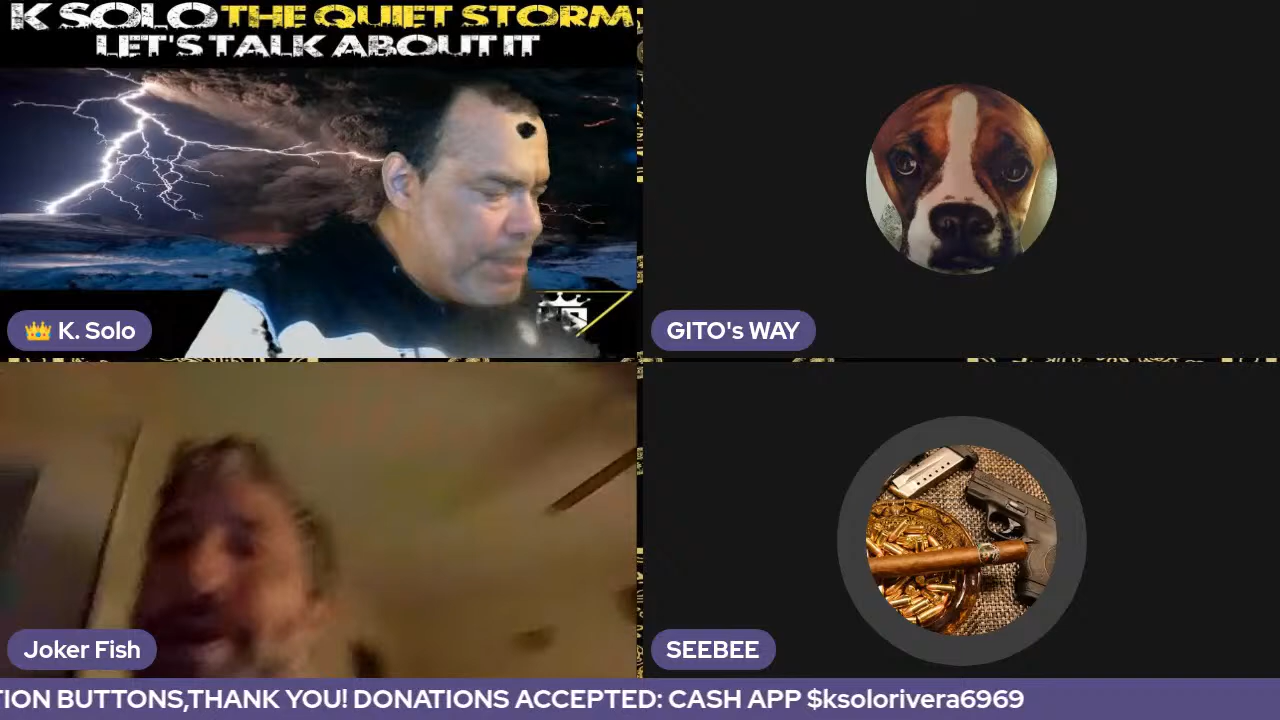 K SOLO THE QUIET STORM
LET'S TALK ABOUT IT
K. Solo
GITO's WAY
Joker Fish
SEEBEE
TION BUTTONS,THANK YOU! DONATIONS ACCEPTED: CASH APP $ksolorivera6969